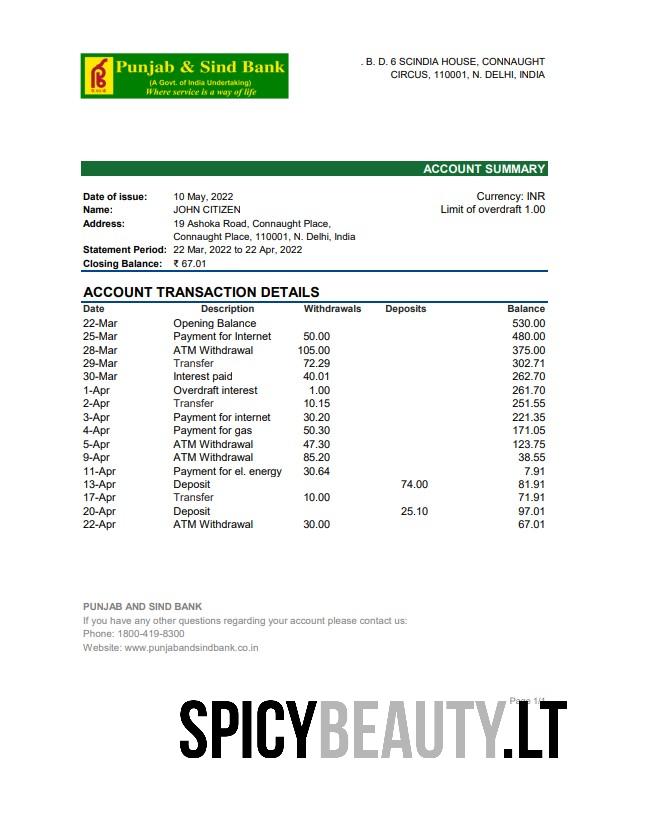 Punjab & Sind Bank
(A Govt. of India Undertaking)
Where service is a way of life
. B. D. 6 SCINDIA HOUSE, CONNAUGHT
CIRCUS, 110001, N. DELHI, INDIA
ACCOUNT SUMMARY
Date of issue: 10 May, 2022 Currency: INR
Name: JOHN CITIZEN Limit of overdraft 1.00
Address: 19 Ashoka Road, Connaught Place,
Connaught Place, 110001, N. Delhi, India
Statement Period: 22 Mar, 2022 to 22 Apr, 2022
Closing Balance: ₹ 67.01
ACCOUNT TRANSACTION DETAILS
Date Description Withdrawals Deposits Balance
22-Mar Opening Balance 530.00
25-Mar Payment for Internet 50.00 480.00
28-Mar ATM Withdrawal 105.00 375.00
29-Mar Transfer 72.29 302.71
30-Mar Interest paid 40.01 262.70
1-Apr Overdraft interest 1.00 261.70
2-Apr Transfer 10.15 251.55
3-Apr Payment for internet 30.20 221.35
4-Apr Payment for gas 50.30 171.05
5-Apr ATM Withdrawal 47.30 123.75
9-Apr ATM Withdrawal 85.20 38.55
11-Apr Payment for el. energy 30.64 7.91
13-Apr Deposit 74.00 81.91
17-Apr Transfer 10.00 71.91
20-Apr Deposit 25.10 97.01
22-Apr ATM Withdrawal 30.00 67.01
PUNJAB AND SIND BANK
If you have any other questions regarding your account please contact us:
Phone: 1800-419-8300
Website: www.punjabandsindbank.co.in
Page 1/1
SPICYBEAUTY.LT